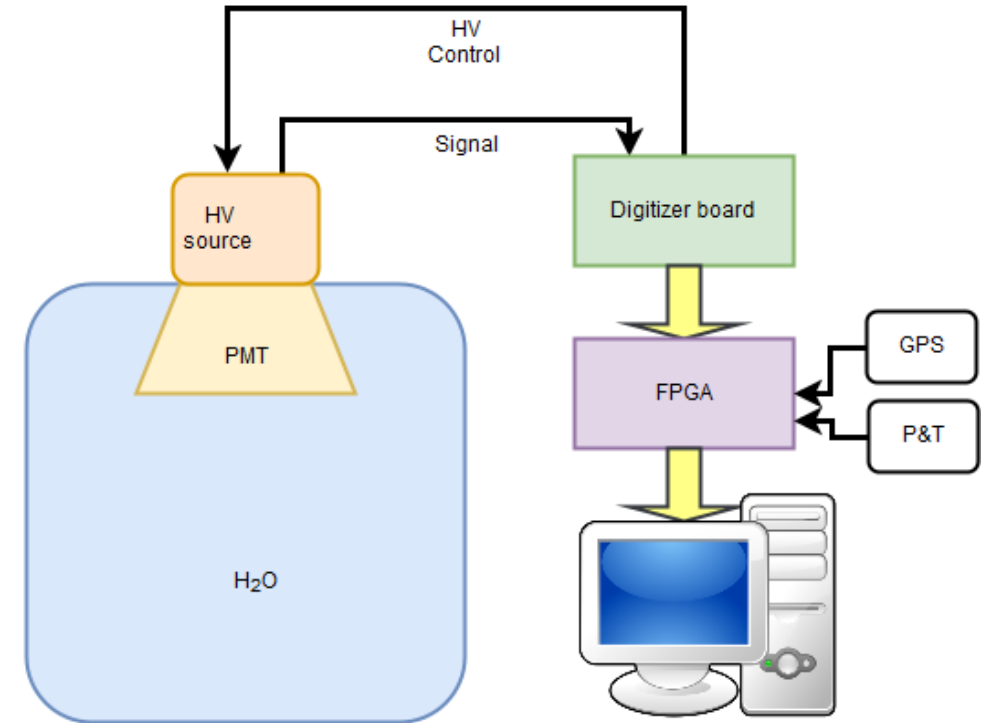 HV
Control
Signal
HV
source
Digitizer board
PMT
GPS
FPGA
P&T
H₂O